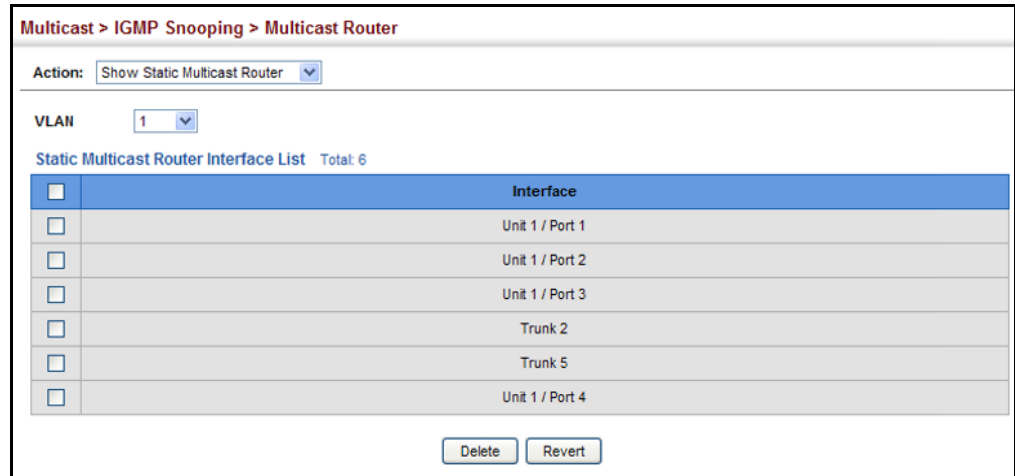 Multicast > IGMP Snooping > Multicast Router
Action: Show Static Multicast Router
VLAN 1
Static Multicast Router Interface List Total: 6
Interface
Unit 1 / Port 1
Unit 1 / Port 2
Unit 1 / Port 3
Trunk 2
Trunk 5
Unit 1 / Port 4
Delete Revert